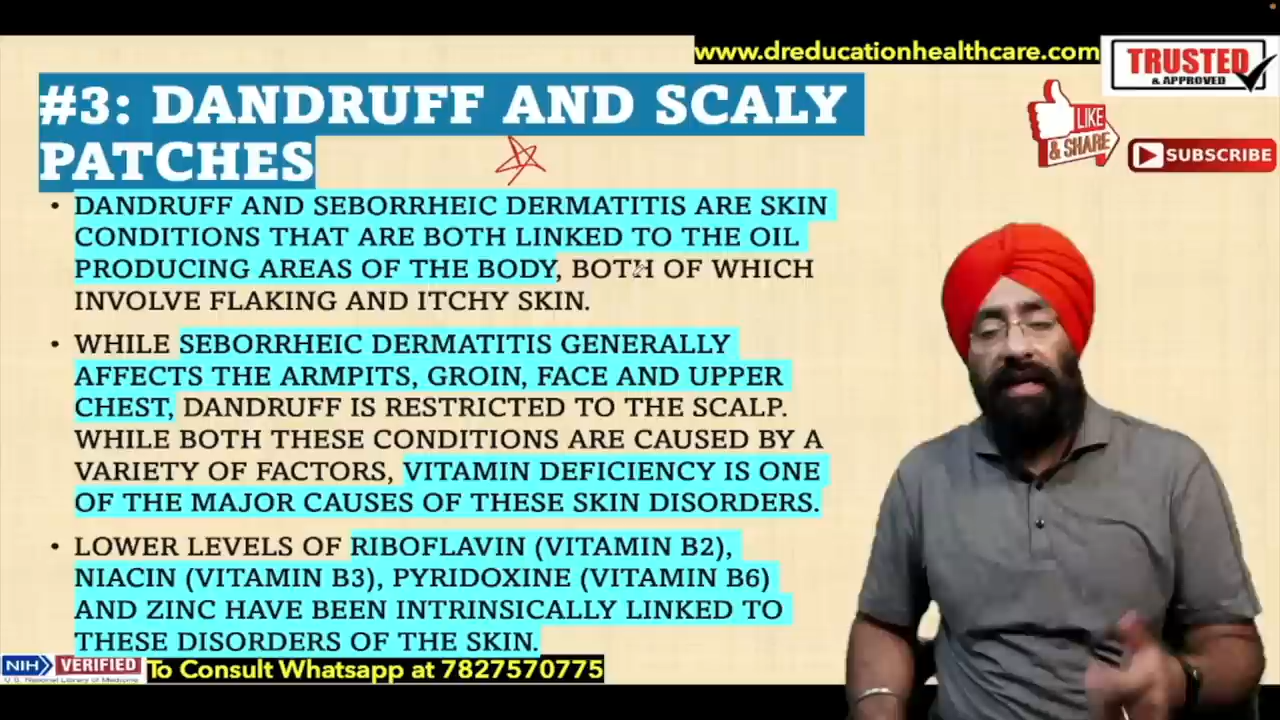 www.dreducationhealthcare.com
TRUSTED
& APPROVED
#3: DANDRUFF AND SCALY
PATCHES
LIKE
& SHARE
SUBSCRIBE
• DANDRUFF AND SEBORRHEIC DERMATITIS ARE SKIN
CONDITIONS THAT ARE BOTH LINKED TO THE OIL
PRODUCING AREAS OF THE BODY, BOTH OF WHICH
INVOLVE FLAKING AND ITCHY SKIN.
• WHILE SEBORRHEIC DERMATITIS GENERALLY
AFFECTS THE ARMPITS, GROIN, FACE AND UPPER
CHEST, DANDRUFF IS RESTRICTED TO THE SCALP.
WHILE BOTH THESE CONDITIONS ARE CAUSED BY A
VARIETY OF FACTORS, VITAMIN DEFICIENCY IS ONE
OF THE MAJOR CAUSES OF THESE SKIN DISORDERS.
• LOWER LEVELS OF RIBOFLAVIN (VITAMIN B2),
NIACIN (VITAMIN B3), PYRIDOXINE (VITAMIN B6)
AND ZINC HAVE BEEN INTRINSICALLY LINKED TO
THESE DISORDERS OF THE SKIN.
NIH VERIFIED
U.S. National Library of Medicine
To Consult Whatsapp at 7827570775